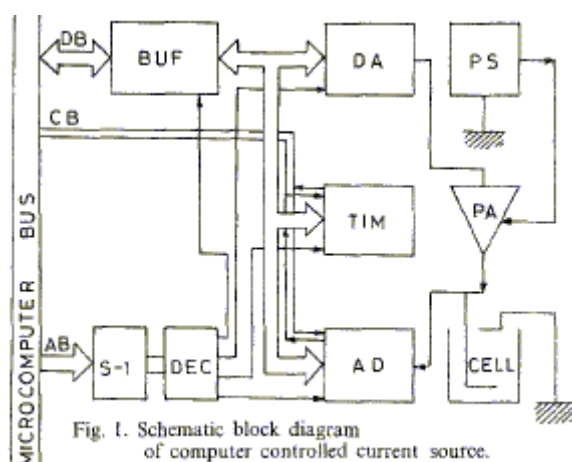 DB
BUF
DA
PS
CB
TIM
PA
MICROCOMPUTER BUS
AB
S-1
DEC
AD
CELL
Fig. 1. Schematic block diagram
of computer controlled current source.